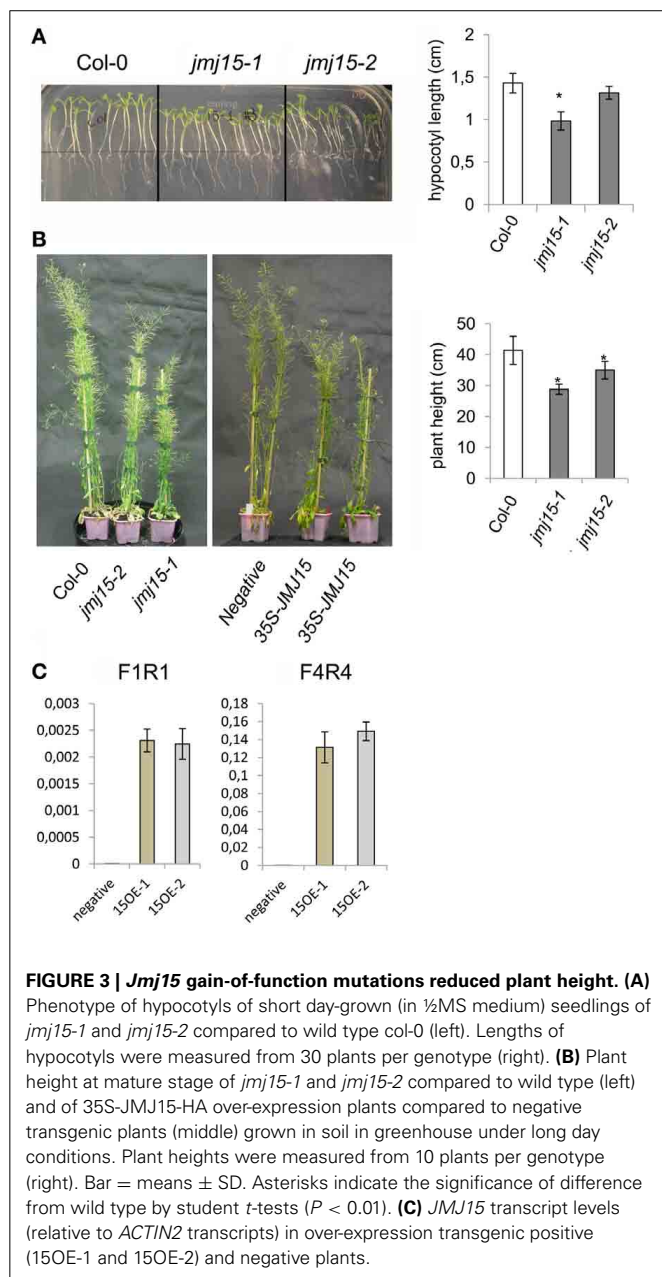 A
Col-0 jmj15-1 jmj15-2
hypocotyl length (cm)
2
1,5
1
0,5
0
*
Col-0
jmj15-1
jmj15-2
B
Col-0
jmj15-2
jmj15-1
Negative
35S-JMJ15
35S-JMJ15
plant height (cm)
50
40
30
20
10
0
*
*
Col-0
jmj15-1
jmj15-2
C
F1R1
0,003
0,0025
0,002
0,0015
0,001
0,0005
0
negative
15OE-1
15OE-2
F4R4
0,18
0,16
0,14
0,12
0,1
0,08
0,06
0,04
0,02
0
negative
15OE-1
15OE-2
FIGURE 3 | Jmj15 gain-of-function mutations reduced plant height. (A)
Phenotype of hypocotyls of short day-grown (in ½MS medium) seedlings of
jmj15-1 and jmj15-2 compared to wild type col-0 (left). Lengths of
hypocotyls were measured from 30 plants per genotype (right). (B) Plant
height at mature stage of jmj15-1 and jmj15-2 compared to wild type (left)
and of 35S-JMJ15-HA over-expression plants compared to negative
transgenic plants (middle) grown in soil in greenhouse under long day
conditions. Plant heights were measured from 10 plants per genotype
(right). Bar = means ± SD. Asterisks indicate the significance of difference
from wild type by student t-tests (P < 0.01). (C) JMJ15 transcript levels
(relative to ACTIN2 transcripts) in over-expression transgenic positive
(15OE-1 and 15OE-2) and negative plants.